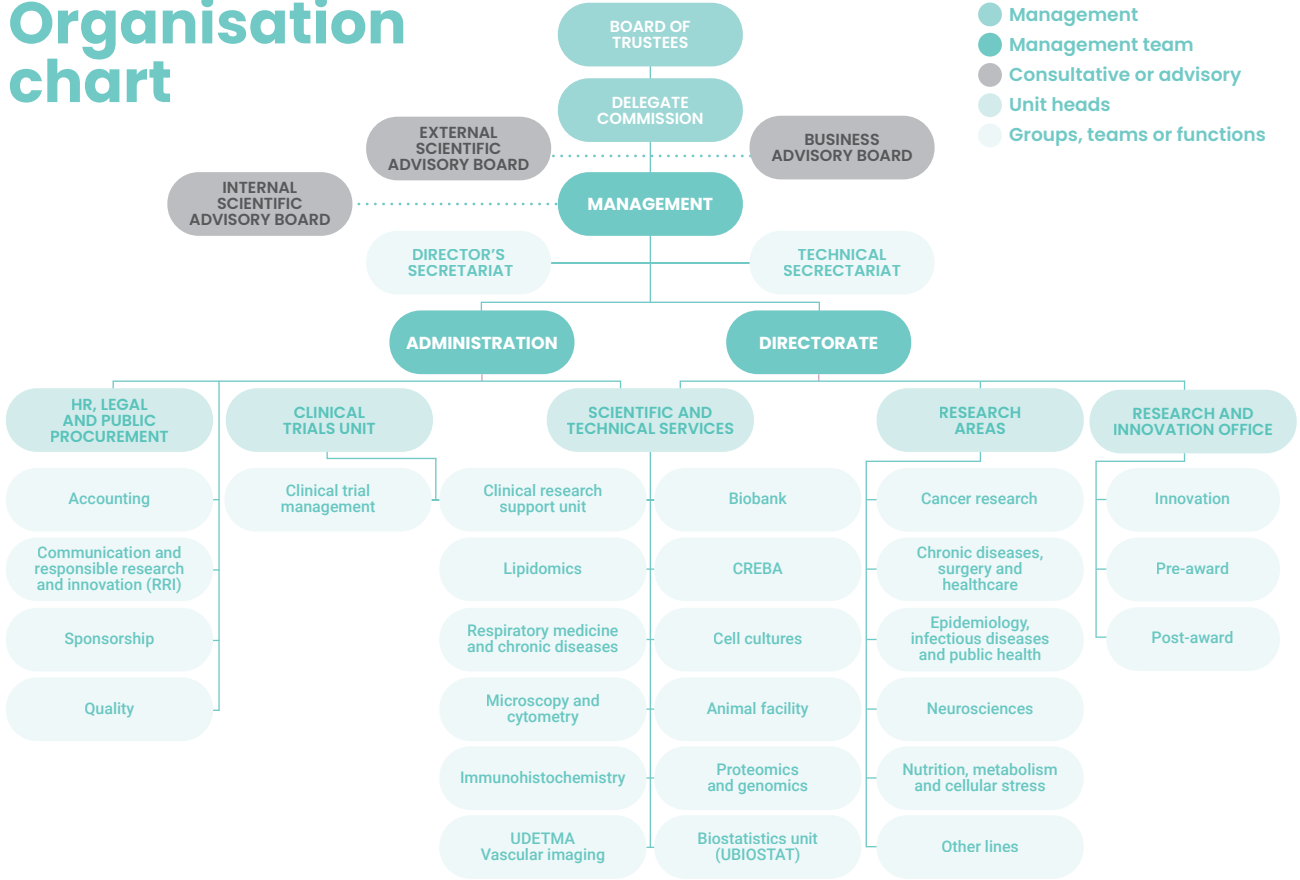 Organisation
chart
Management
Management team
Consultative or advisory
Unit heads
Groups, teams or functions
BOARD OF
TRUSTEES
DELEGATE
COMMISSION
EXTERNAL
SCIENTIFIC
ADVISORY BOARD
BUSINESS
ADVISORY BOARD
INTERNAL
SCIENTIFIC
ADVISORY BOARD
MANAGEMENT
DIRECTOR’S
SECRETARIAT
TECHNICAL
SECRECTARIAT
ADMINISTRATION
DIRECTORATE
HR, LEGAL
AND PUBLIC
PROCUREMENT
CLINICAL
TRIALS UNIT
SCIENTIFIC AND
TECHNICAL SERVICES
RESEARCH
AREAS
RESEARCH AND
INNOVATION OFFICE
Accounting
Communication and
responsible research
and innovation (RRI)
Sponsorship
Quality
Clinical trial
management
Clinical research
support unit
Lipidomics
Respiratory medicine
and chronic diseases
Microscopy and
cytometry
Immunohistochemistry
UDETMA
Vascular imaging
Biobank
CREBA
Cell cultures
Animal facility
Proteomics
and genomics
Biostatistics unit
(UBIOSTAT)
Cancer research
Chronic diseases,
surgery and
healthcare
Epidemiology,
infectious diseases
and public health
Neurosciences
Nutrition, metabolism
and cellular stress
Other lines
Innovation
Pre-award
Post-award